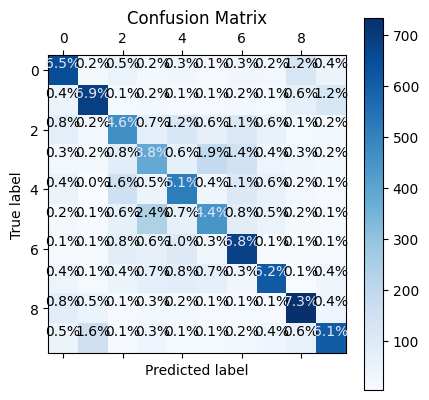 Confusion Matrix
0 2 4 6 8
0 6.5% 0.2% 0.5% 0.2% 0.3% 0.1% 0.3% 0.2% 1.2% 0.4%
0.4% 6.9% 0.1% 0.2% 0.1% 0.1% 0.2% 0.1% 0.6% 1.2%
2 0.8% 0.2% 4.6% 0.7% 1.2% 0.6% 1.1% 0.6% 0.1% 0.2%
0.3% 0.2% 0.8% 3.8% 0.6% 1.9% 1.4% 0.4% 0.3% 0.2%
4 0.4% 0.0% 1.6% 0.5% 5.1% 0.4% 1.1% 0.6% 0.2% 0.1%
0.2% 0.1% 0.6% 2.4% 0.7% 4.4% 0.8% 0.5% 0.2% 0.1%
6 0.1% 0.1% 0.8% 0.6% 1.0% 0.3% 6.8% 0.1% 0.1% 0.1%
0.4% 0.1% 0.4% 0.7% 0.8% 0.7% 0.3% 6.2% 0.1% 0.4%
8 0.8% 0.5% 0.1% 0.3% 0.2% 0.1% 0.1% 0.1% 7.3% 0.4%
0.5% 1.6% 0.1% 0.3% 0.1% 0.1% 0.2% 0.4% 0.6% 6.1%
True label
Predicted label
700
600
500
400
300
200
100